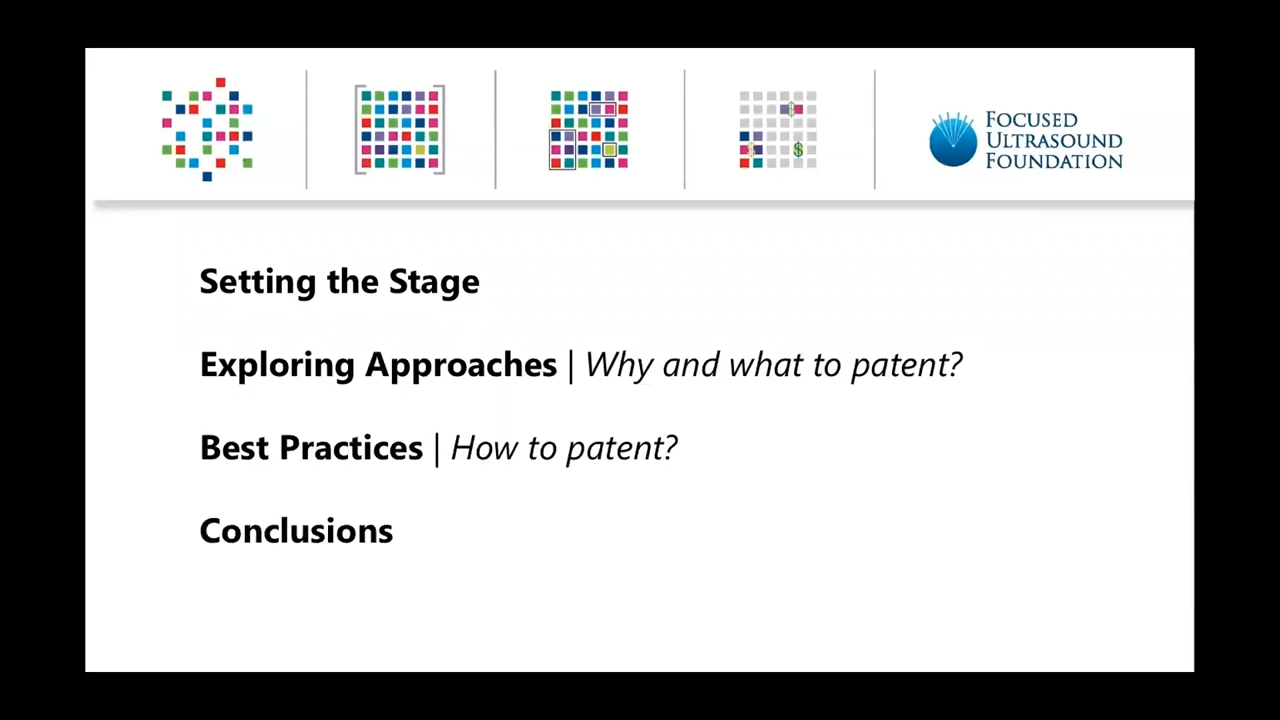 FOCUSED
ULTRASOUND
FOUNDATION
Setting the Stage
Exploring Approaches | Why and what to patent?
Best Practices | How to patent?
Conclusions